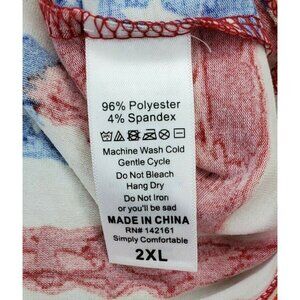 96% Polyester
4% Spandex
Machine Wash Cold
Gentle Cycle
Do Not Bleach
Hang Dry
Do Not Iron
or you'll be sad
MADE IN CHINA
RN# 142161
Simply Comfortable
2XL